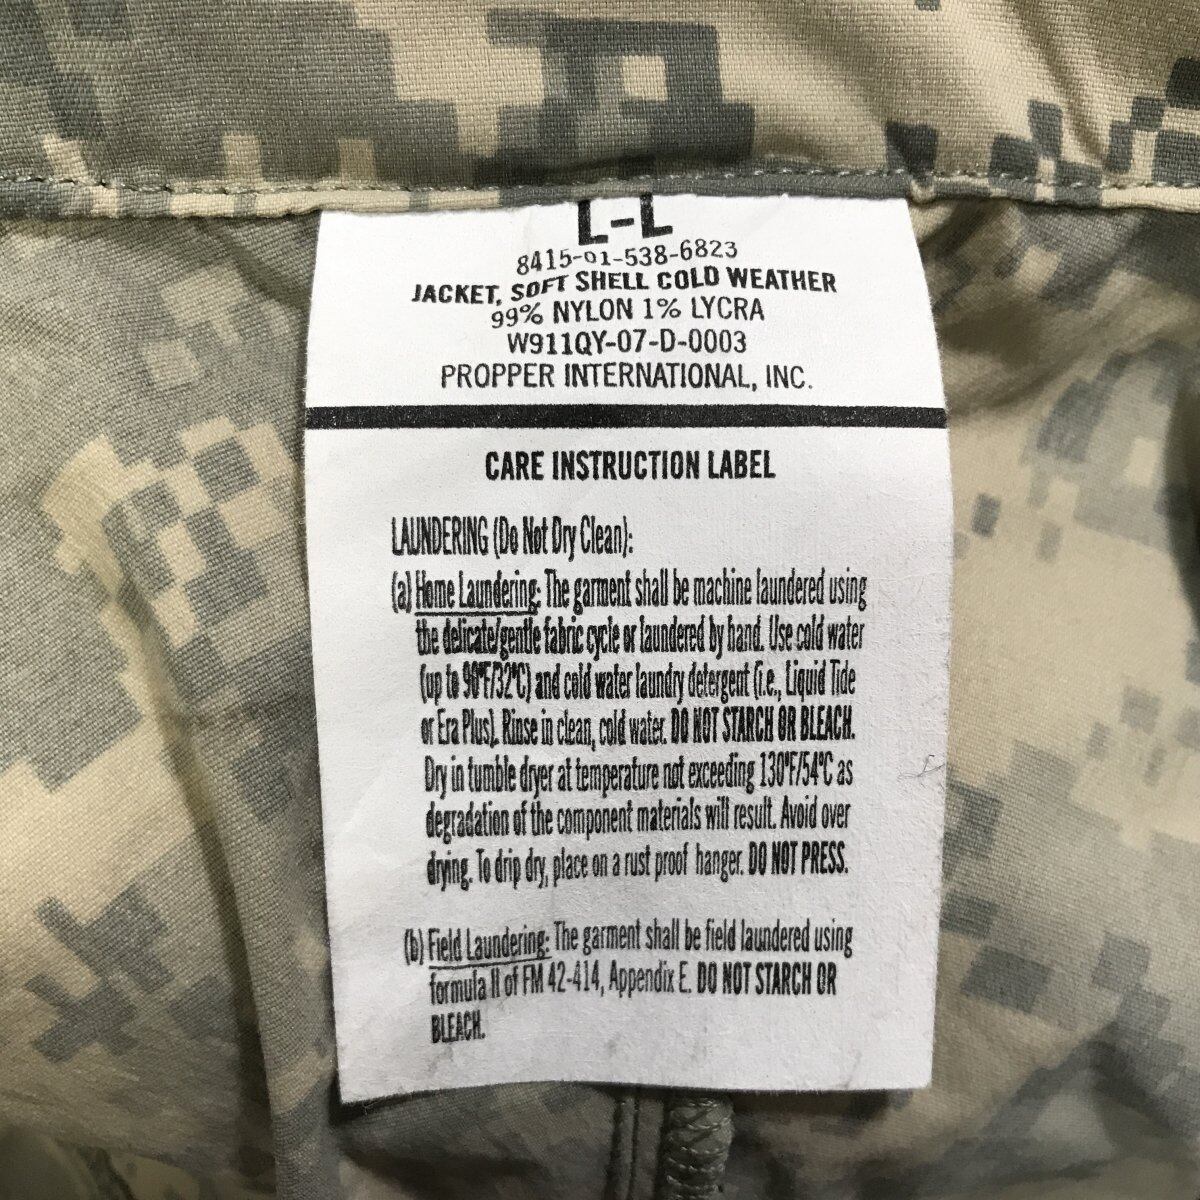 L-L
8415-01-538-6823
JACKET, SOFT SHELL COLD WEATHER
99% NYLON 1% LYCRA
W911QY-07-D-0003
PROPPER INTERNATIONAL, INC.
CARE INSTRUCTION LABEL
LAUNDERING (Do Not Dry Clean):
(a) Home Laundering: The garment shall be machine laundered using
the delicate/gentle fabric cycle or laundered by hand. Use cold water
(up to 90°F/32°C) and cold water laundry detergent (i.e., Liquid Tide
or Era Plus). Rinse in clean, cold water. DO NOT STARCH OR BLEACH.
Dry in tumble dryer at temperature not exceeding 130°F/54°C as
degradation of the component materials will result. Avoid over
drying. To drip dry, place on a rust proof hanger. DO NOT PRESS.
(b) Field Laundering: The garment shall be field laundered using
formula II of FM 42-414, Appendix E. DO NOT STARCH OR
BLEACH.